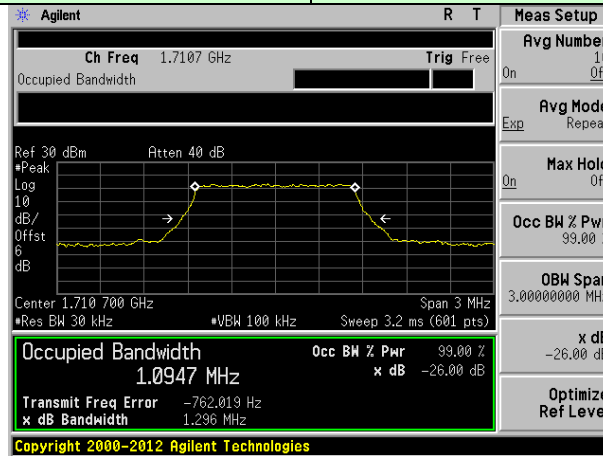 Agilent R T Meas Setup
Ch Freq 1.7107 GHz Trig Free
Occupied Bandwidth
Avg Number
On
Avg Mode
Exp Repea
Max Hold
On
Occ BW % Pwr
99.00
OBW Span
3.00000000 MHz
x dB
-26.00 dB
Optimize
Ref Level
Ref 30 dBm Atten 40 dB
#Peak
Log
10
dB/
Offst
6
dB
Center 1.710 700 GHz Span 3 MHz
#Res BW 30 kHz #VBW 100 kHz Sweep 3.2 ms (601 pts)
Occupied Bandwidth Occ BW % Pwr 99.00 %
1.0947 MHz x dB -26.00 dB
Transmit Freq Error -762.019 Hz
x dB Bandwidth 1.296 MHz
Copyright 2000-2012 Agilent Technologies